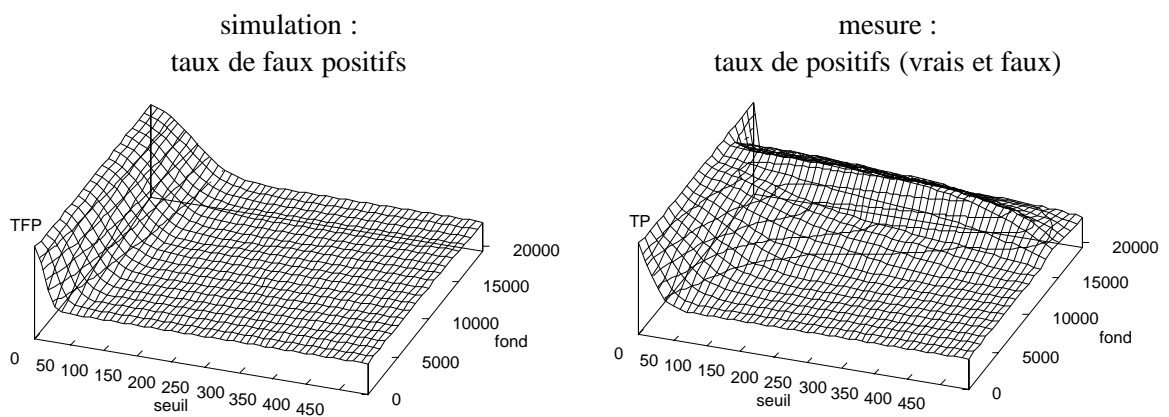 simulation :
taux de faux positifs
TFP
0 50 100 150 200 250 300 350 400 450
seuil
0 5000 10000 15000 20000
fond
mesure :
taux de positifs (vrais et faux)
TP
0 50 100 150 200 250 300 350 400 450
seuil
0 5000 10000 15000 20000
fond